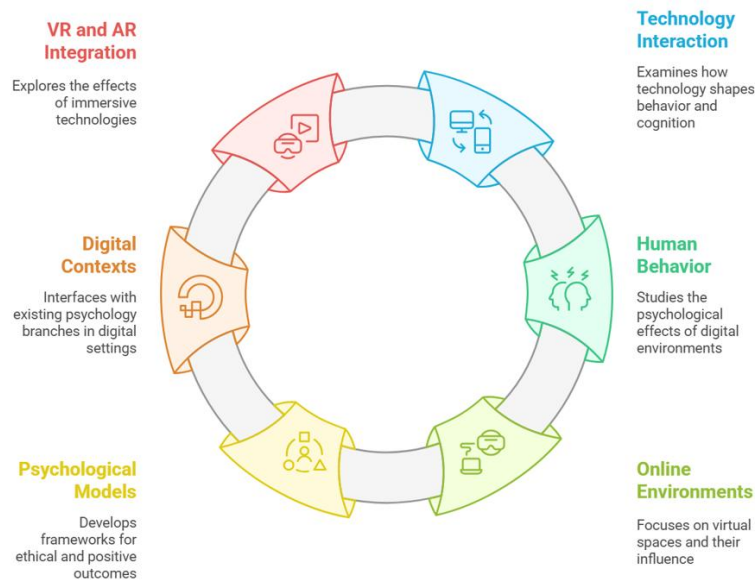 VR and AR
Integration
Explores the effects
of immersive
technologies
Technology
Interaction
Examines how
technology shapes
behavior and
cognition
Digital
Contexts
Interfaces with
existing psychology
branches in digital
settings
Human
Behavior
Studies the
psychological
effects of digital
environments
Psychological
Models
Develops
frameworks for
ethical and positive
outcomes
Online
Environments
Focuses on virtual
spaces and their
influence